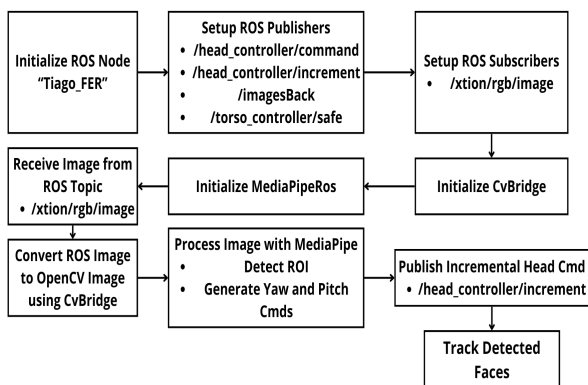 Initialize ROS Node
“Tiago_FER”
Setup ROS Publishers
• /head_controller/command
• /head_controller/increment
• /imagesBack
• /torso_controller/safe
Setup ROS Subscribers
• /xtion/rgb/image
Initialize CvBridge
Initialize MediaPipeRos
Receive Image from
ROS Topic
• /xtion/rgb/image
Convert ROS Image
to OpenCV Image
using CvBridge
Process Image with MediaPipe
• Detect ROI
• Generate Yaw and Pitch
Cmds
Publish Incremental Head Cmd
• /head_controller/increment
Track Detected
Faces